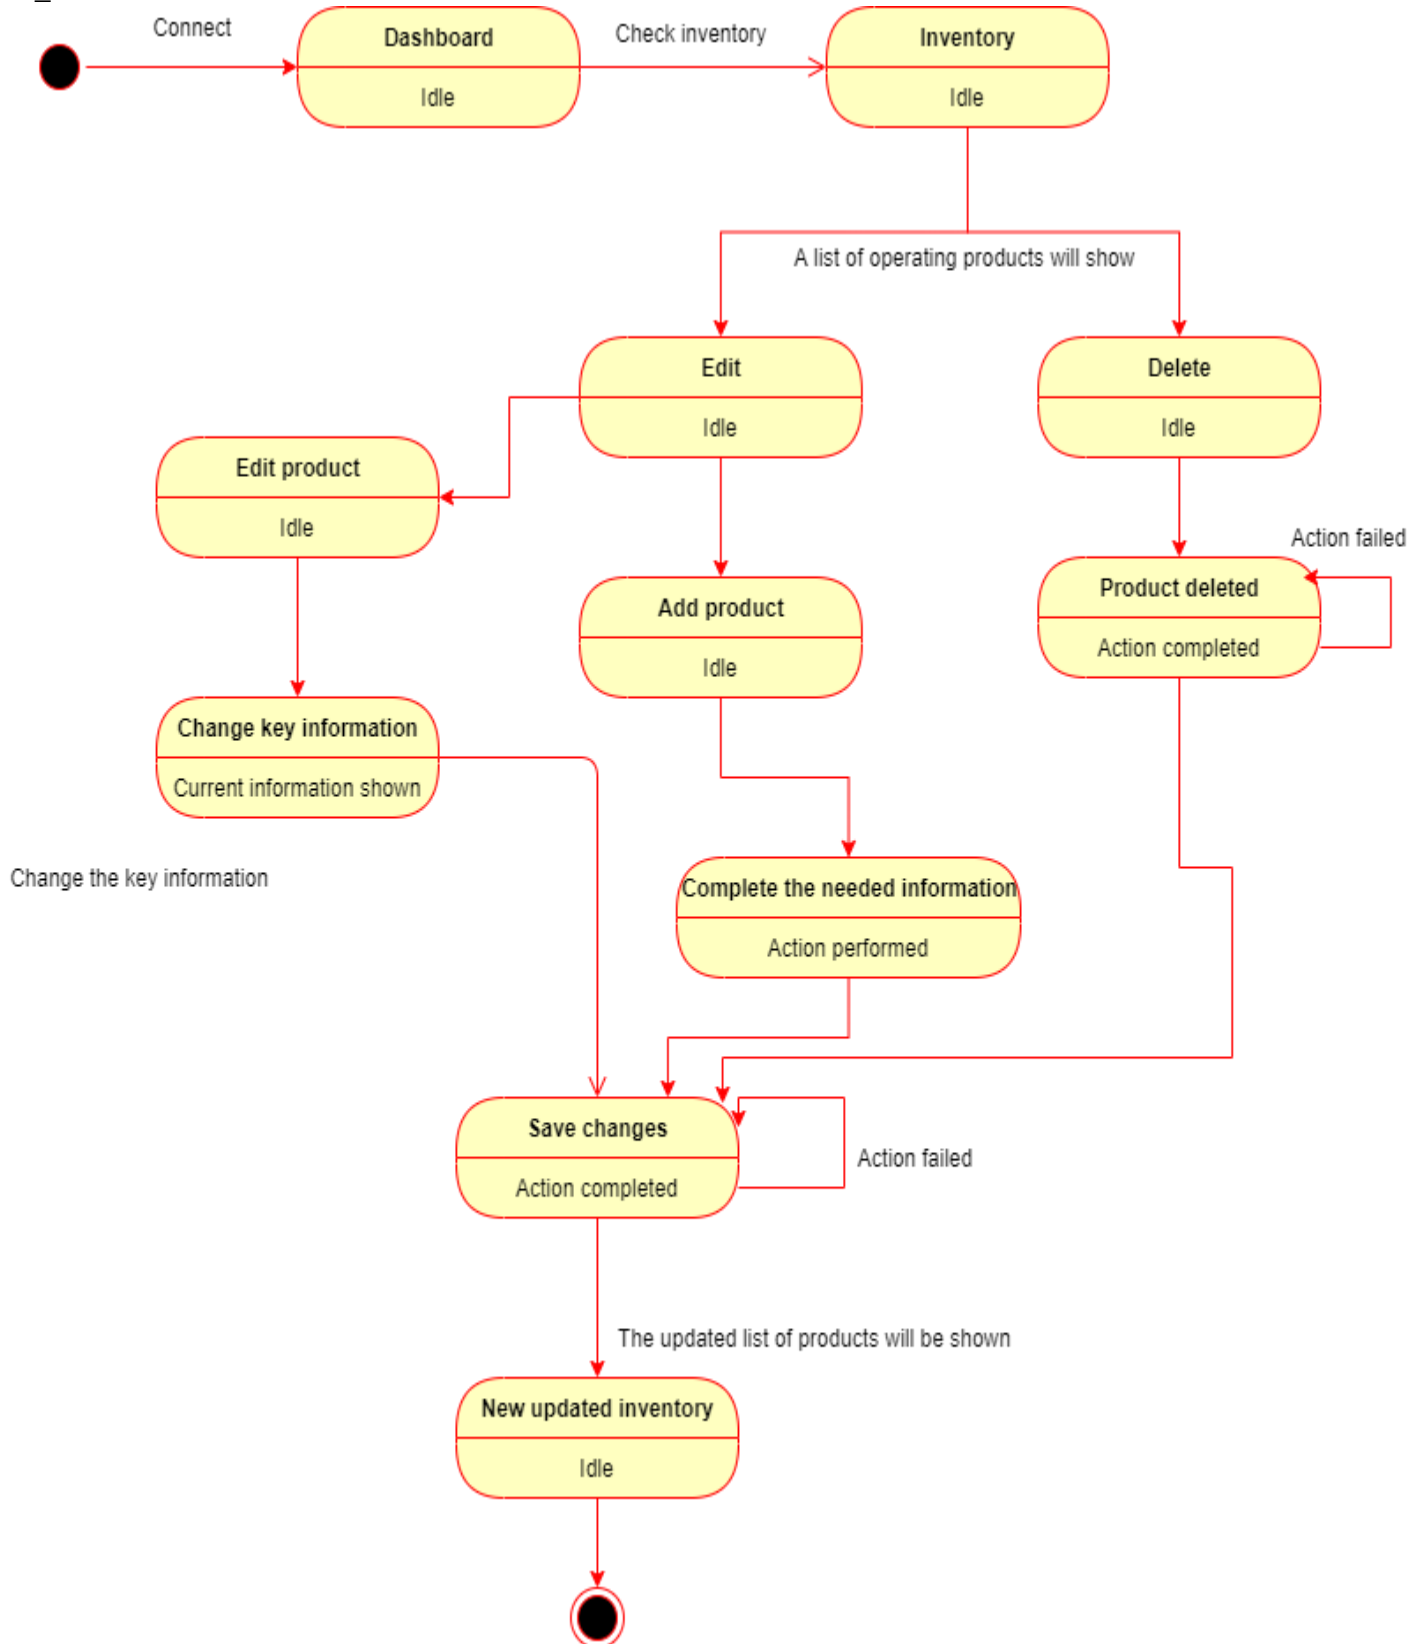 Connect
Dashboard
Idle
Check inventory
Inventory
Idle
A list of operating products will show
Edit
Idle
Delete
Idle
Edit product
Idle
Action failed
Add product
Idle
Product deleted
Action completed
Change key information
Current information shown
Change the key information
Complete the needed information
Action performed
Save changes
Action completed
Action failed
The updated list of products will be shown
New updated inventory
Idle